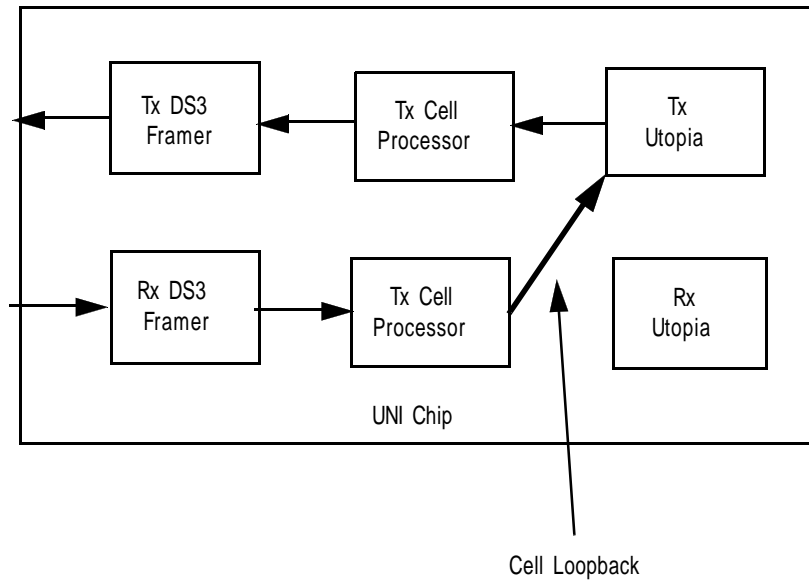 Tx DS3
Framer
Tx Cell
Processor
Tx
Utopia
Rx DS3
Framer
Tx Cell
Processor
Rx
Utopia
UNI Chip
Cell Loopback